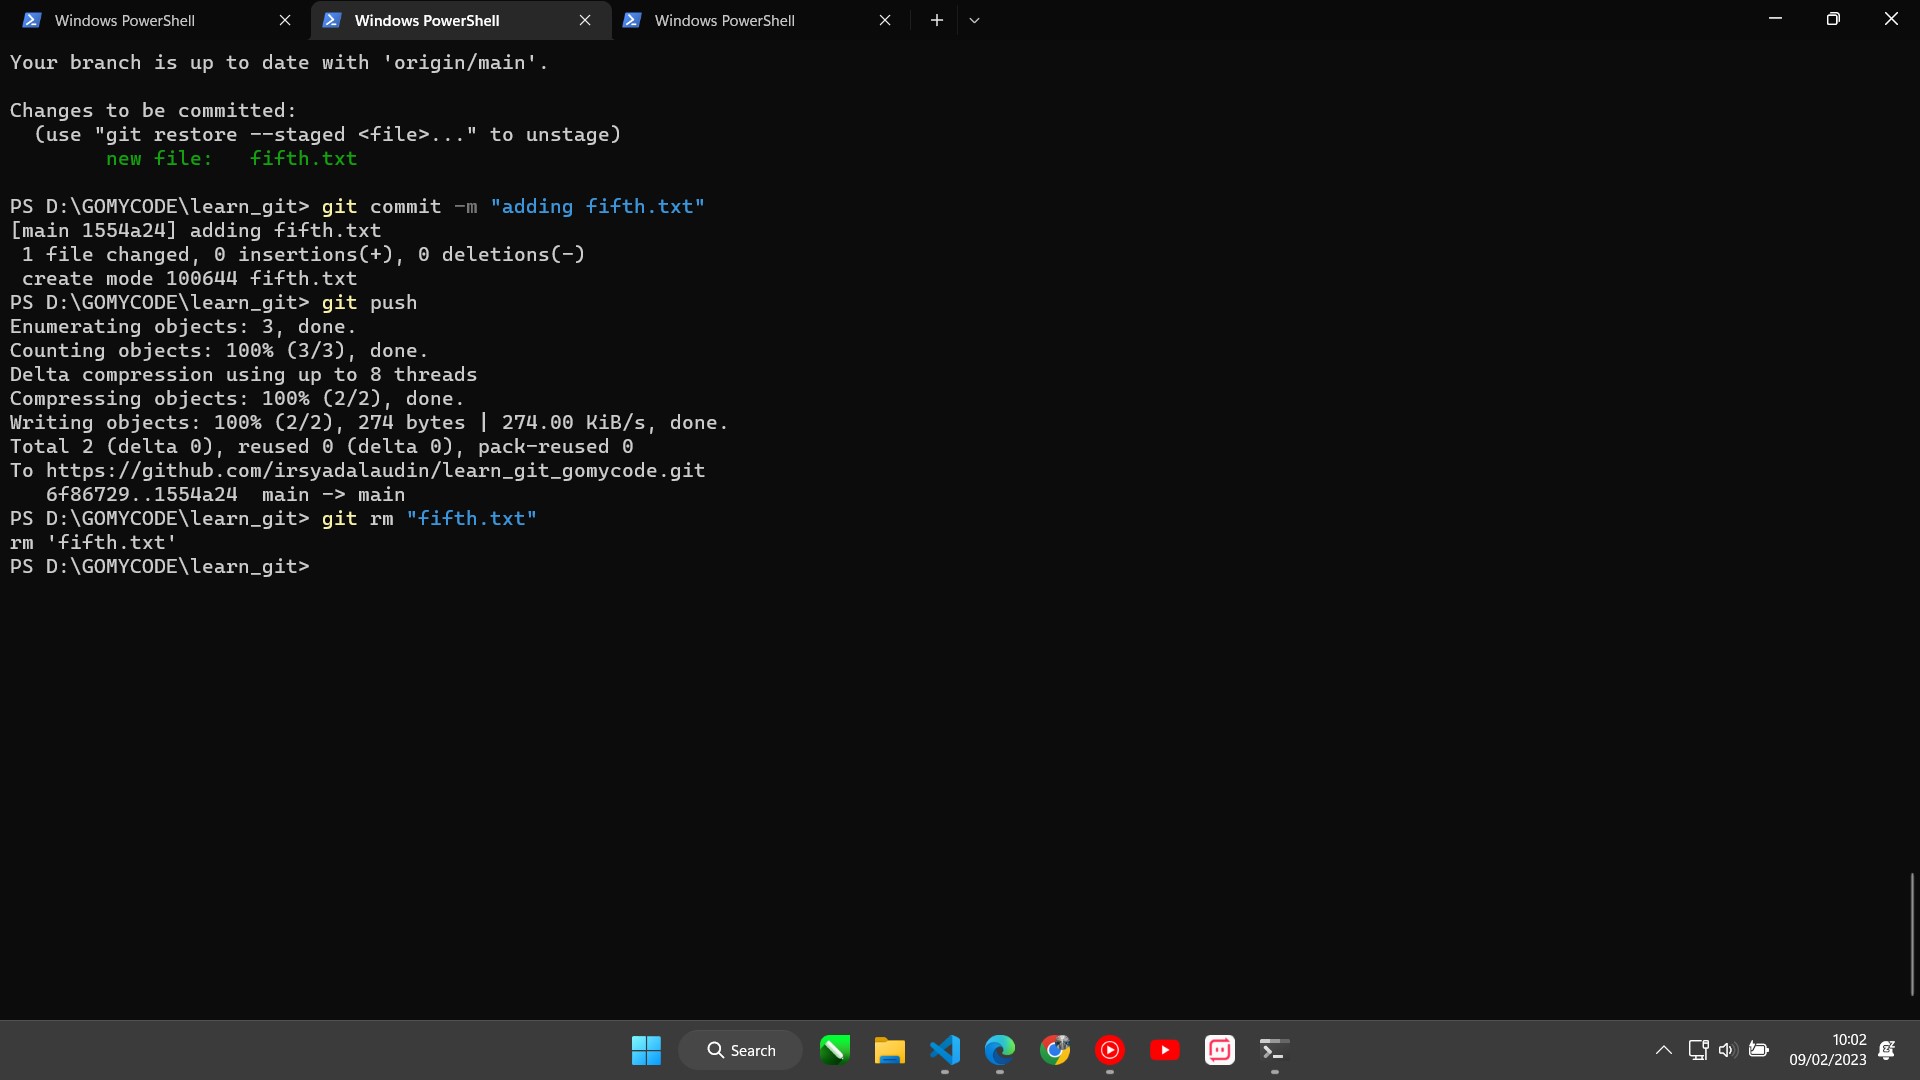 Windows PowerShell
Windows PowerShell
Windows PowerShell
Your branch is up to date with 'origin/main'.
Changes to be committed:
(use "git restore --staged <file>..." to unstage)
new file: fifth.txt
PS D:\GOMYCODE\learn_git> git commit -m "adding fifth.txt"
[main 1554a24] adding fifth.txt
1 file changed, 0 insertions(+), 0 deletions(-)
create mode 100644 fifth.txt
PS D:\GOMYCODE\learn_git> git push
Enumerating objects: 3, done.
Counting objects: 100% (3/3), done.
Delta compression using up to 8 threads
Compressing objects: 100% (2/2), done.
Writing objects: 100% (2/2), 274 bytes | 274.00 KiB/s, done.
Total 2 (delta 0), reused 0 (delta 0), pack-reused 0
To https://github.com/irsyadalaudin/learn_git_gomycode.git
6f86729..1554a24 main -> main
PS D:\GOMYCODE\learn_git> git rm "fifth.txt"
rm 'fifth.txt'
PS D:\GOMYCODE\learn_git>
Search
10:02
09/02/2023